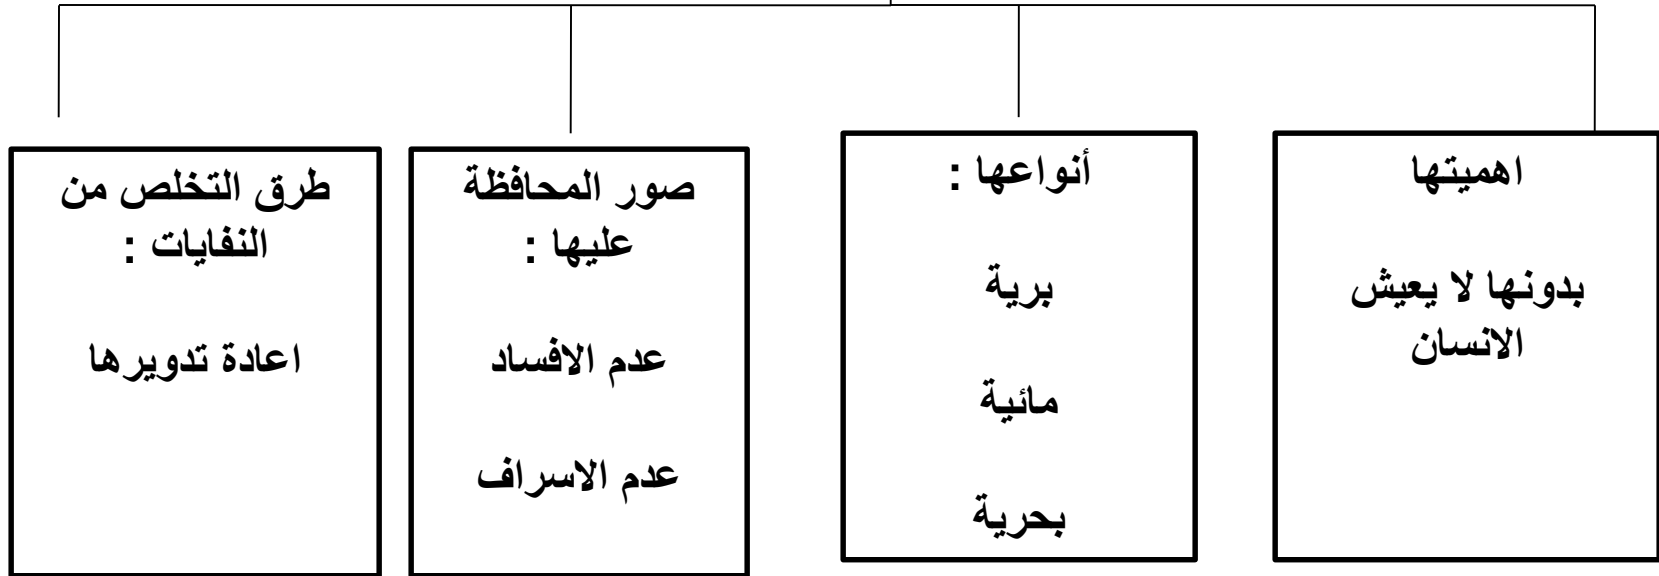 اهميتها
بدونها لا يعيش
الانسان
أنواعها :
برية
مائية
بحرية
صور المحافظة
عليها :
عدم الافساد
عدم الاسراف
طرق التخلص من
النفايات :
اعادة تدويرها